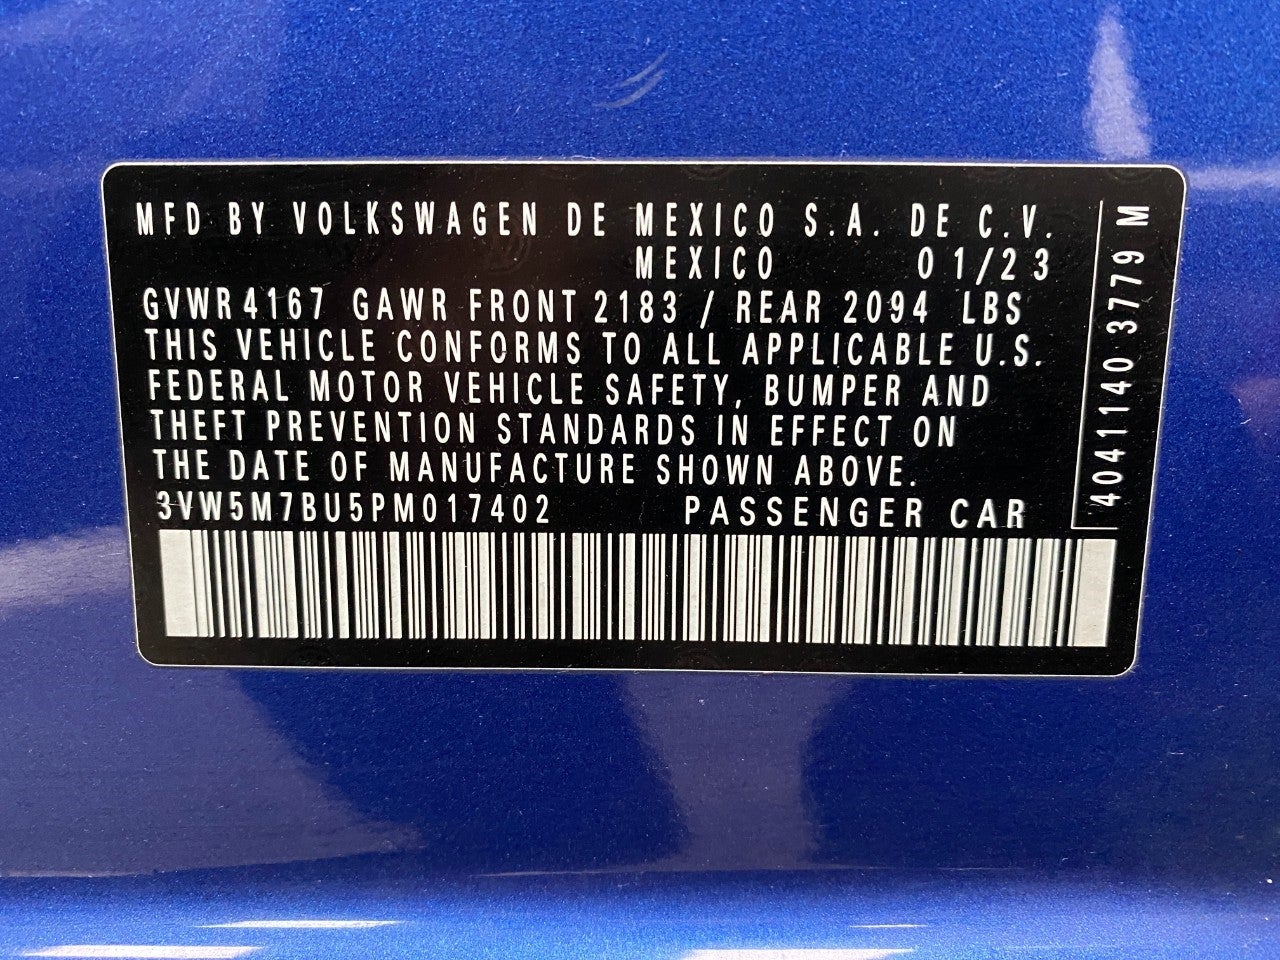 MFD BY VOLKSWAGEN DE MEXICO S.A. DE C.V.
MEXICO 01/23
GVWR 4167 GAWR FRONT 2183 / REAR 2094 LBS
THIS VEHICLE CONFORMS TO ALL APPLICABLE U.S.
FEDERAL MOTOR VEHICLE SAFETY, BUMPER AND
THEFT PREVENTION STANDARDS IN EFFECT ON
THE DATE OF MANUFACTURE SHOWN ABOVE.
3VW5M7BU5PM017402 PASSENGER CAR
4041140 3779 M